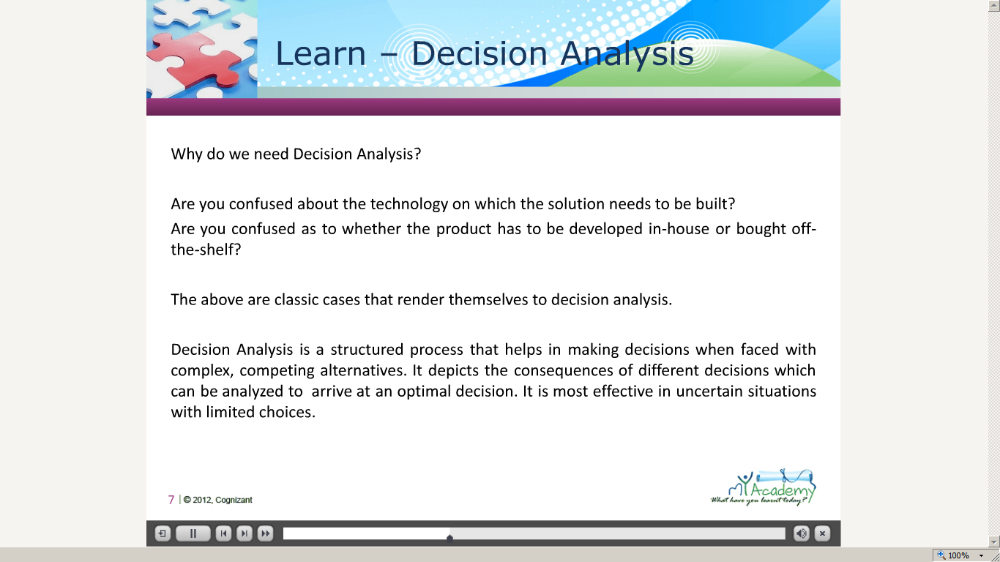 Learn – Decision Analysis
Why do we need Decision Analysis?
Are you confused about the technology on which the solution needs to be built?
Are you confused as to whether the product has to be developed in-house or bought off-
the-shelf?
The above are classic cases that render themselves to decision analysis.
Decision Analysis is a structured process that helps in making decisions when faced with
complex, competing alternatives. It depicts the consequences of different decisions which
can be analyzed to  arrive at an optimal decision. It is most effective in uncertain situations
with limited choices.
mYAcademy
What have you learnt today?
7 | © 2012, Cognizant
100%